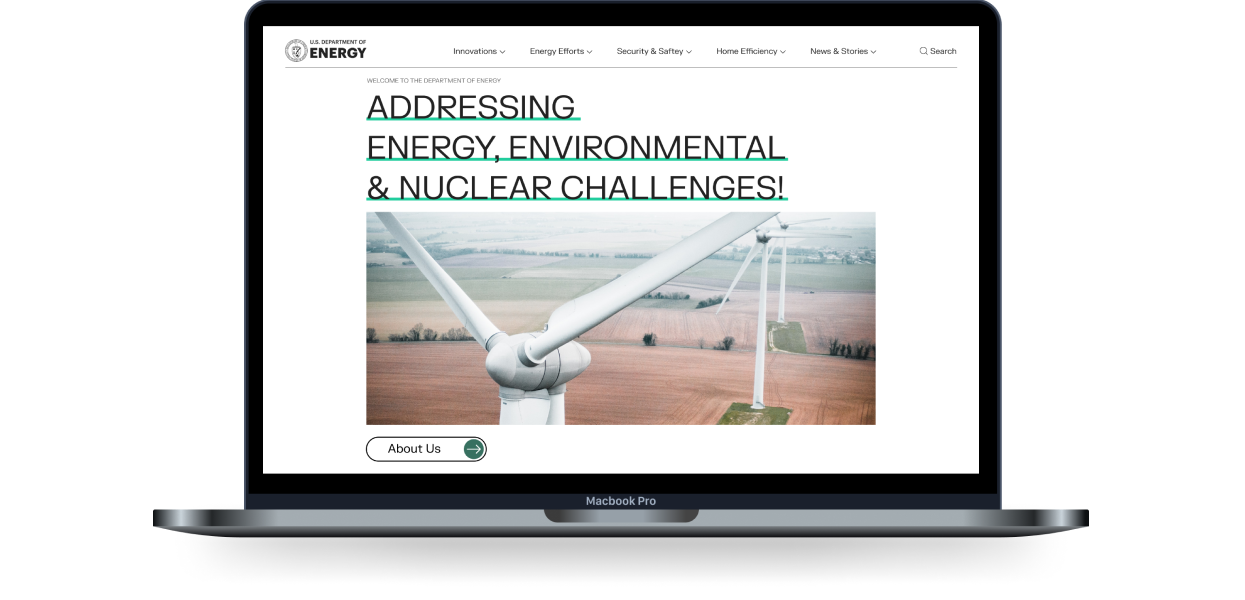 U.S. DEPARTMENT OF
ENERGY
Innovations
Energy Efforts
Security & Saftey
Home Efficiency
News & Stories
Search
WELCOME TO THE DEPARTMENT OF ENERGY
ADDRESSING
ENERGY, ENVIRONMENTAL
& NUCLEAR CHALLENGES!
About Us
Macbook Pro